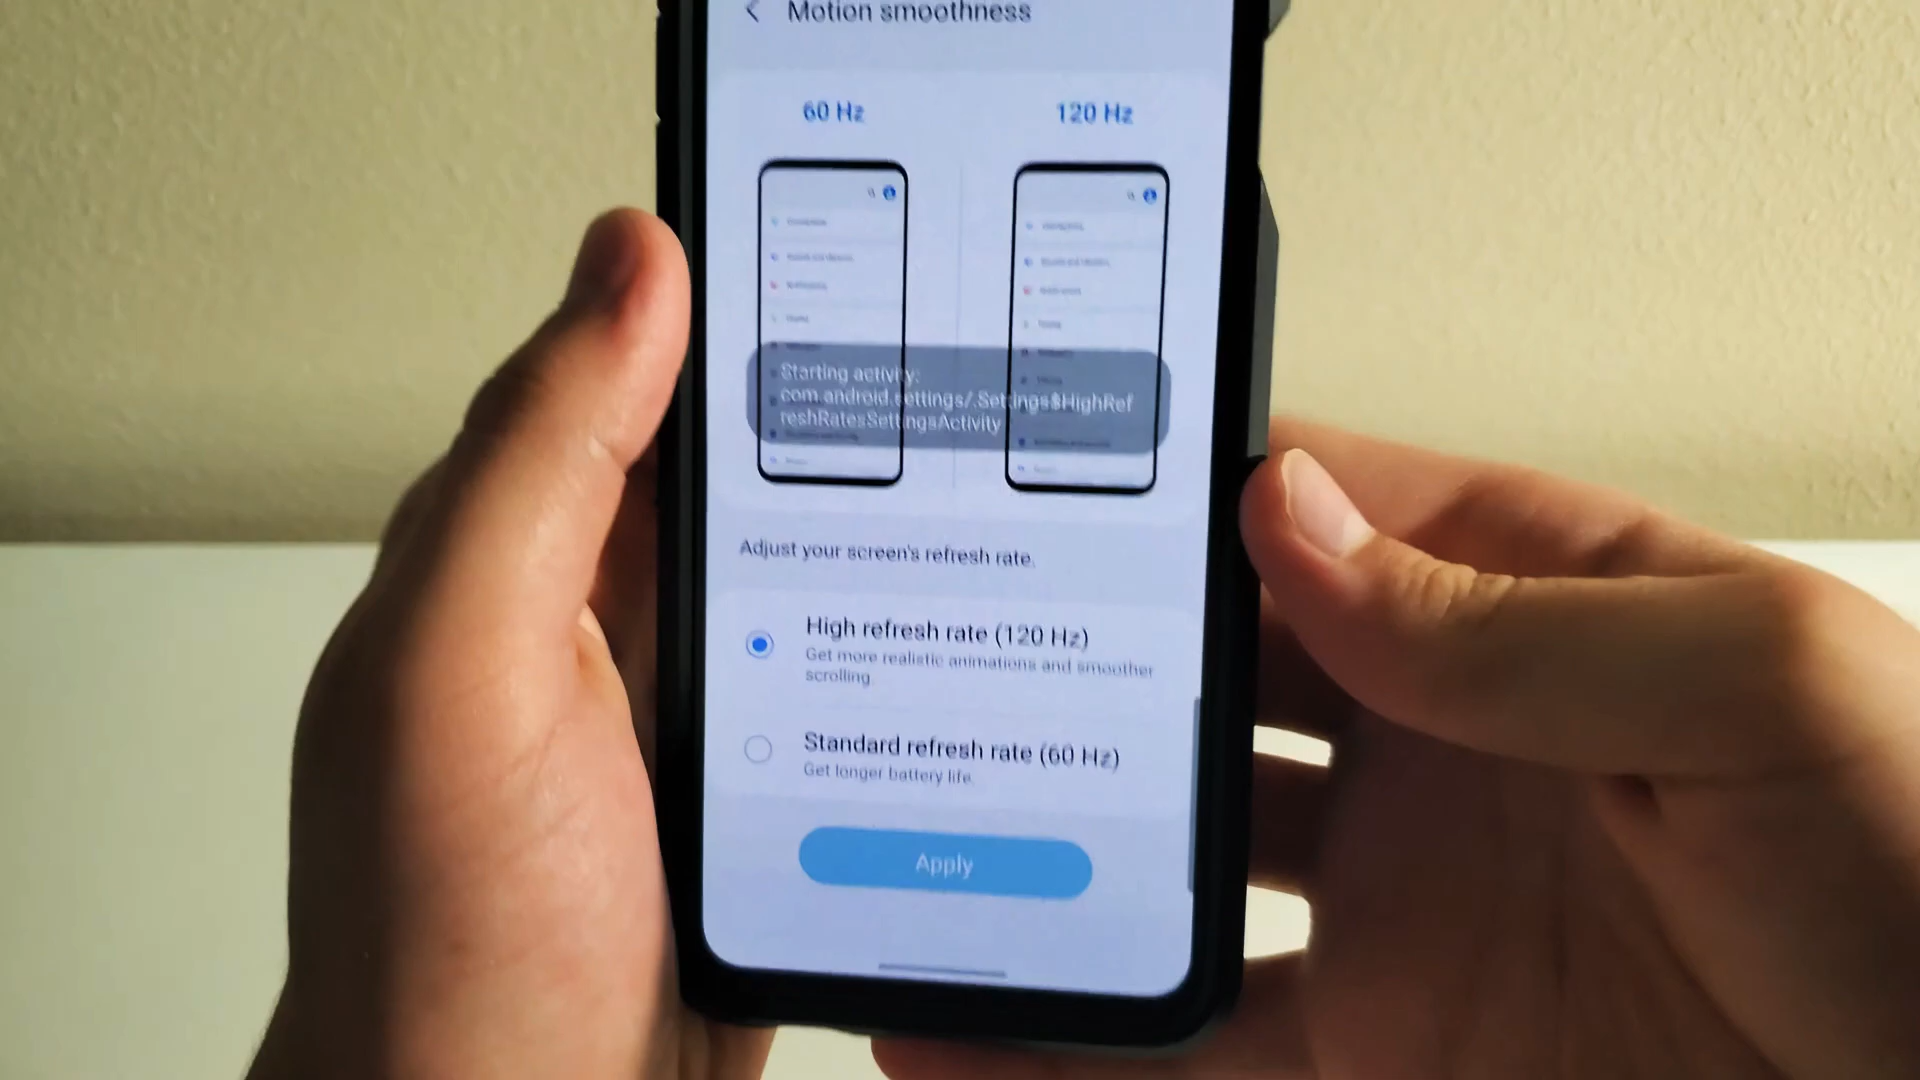 Motion smoothness
60 Hz
120 Hz
Starting activity:
com.android.settings/.Settings$HighRef
reshRatesSettingsActivity
Adjust your screen's refresh rate.
High refresh rate (120 Hz)
Get more realistic animations and smoother
scrolling.
Standard refresh rate (60 Hz)
Get longer battery life.
Apply